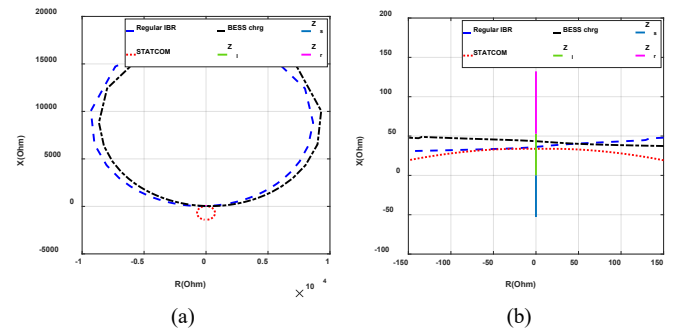 Regular IBR
BESS chrg
Z
s
STATCOM
Z
l
Z
r
20000
15000
10000
5000
0
-5000
X(Ohm)
-1
-0.5
0
0.5
1
R(Ohm)
× 10 4
(a)
Regular IBR
BESS chrg
Z
s
STATCOM
Z
l
Z
r
200
150
100
50
0
-50
-100
X(Ohm)
-150
-100
-50
0
50
100
150
R(Ohm)
(b)